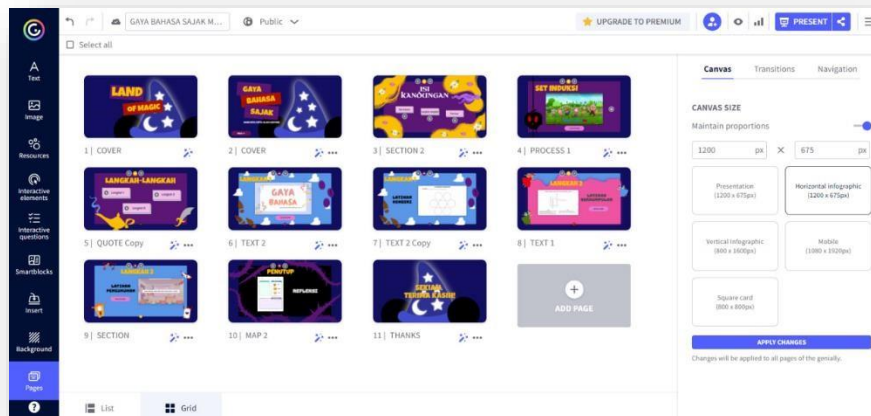 GAYA BAHASA SAJAK M...
Public
UPGRADE TO PREMIUM
PRESENT
Select all
Text
Image
Resources
Interactive
elements
Interactive
questions
Smartblocks
Insert
Background
Pages
LAND
OF MAGIC
1 | COVER
GAYA
BAHASA
SAJAK
2 | COVER
ISI
KANDUNGAN
3 | SECTION 2
SET INDUKSI
4 | PROCESS 1
LANGKAH-LANGKAH
5 | QUOTE Copy
GAYA
BAHASA
6 | TEXT 2
7 | TEXT 2 Copy
8 | TEXT 1
9 | SECTION
PENUTUP
REFLEKSI
10 | MAP 2
SEKIAN,
TERIMA KASIH!
11 | THANKS
ADD PAGE
List
Grid
Canvas
Transitions
Navigation
CANVAS SIZE
Maintain proportions
1200 px X 675 px
Presentation
(1200 x 675px)
Horizontal infographic
(1200 x 675px)
Vertical infographic
(800 x 1600px)
Mobile
(1080 x 1920px)
Square card
(800 x 800px)
APPLY CHANGES
Changes will be applied to all pages of the genially.